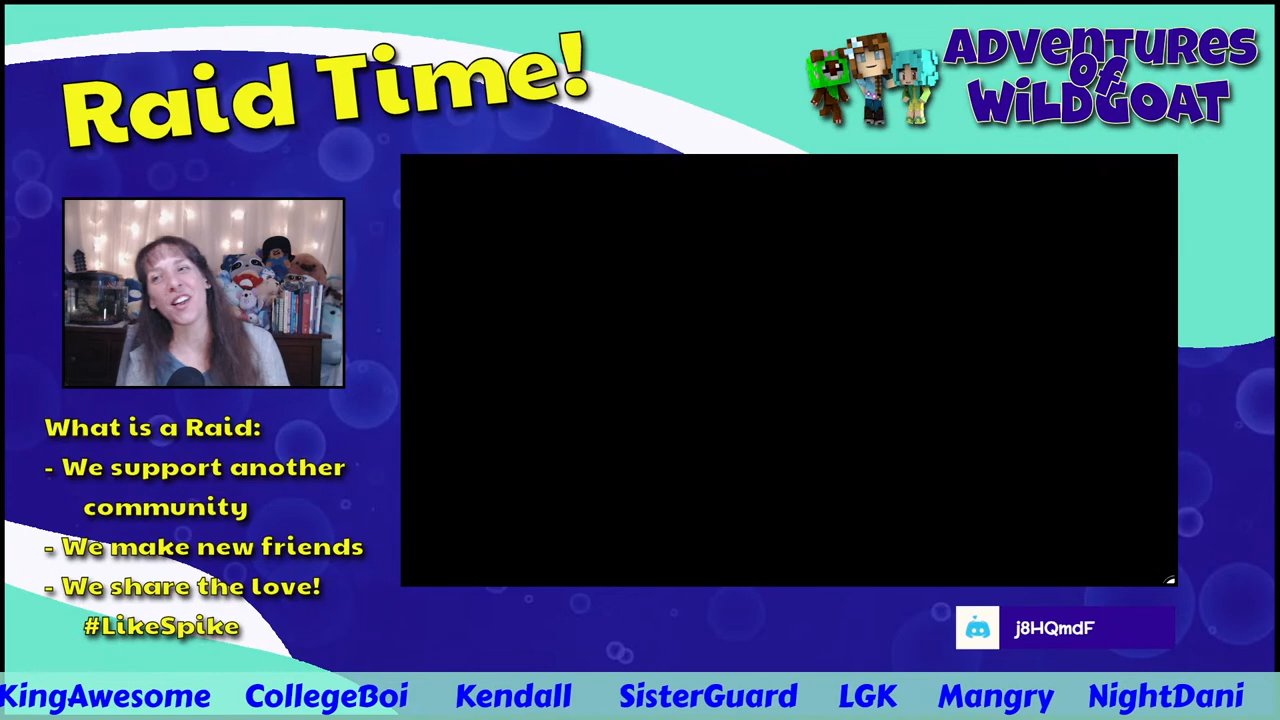 Raid Time!
ADVENTURES
OF
WILDGOAT
What is a Raid:
- We support another
community
- We make new friends
- We share the love!
#LikeSpike
j8HQmdF
KingAwesome CollegeBoi Kendall SisterGuard LGK Mangry NightDani